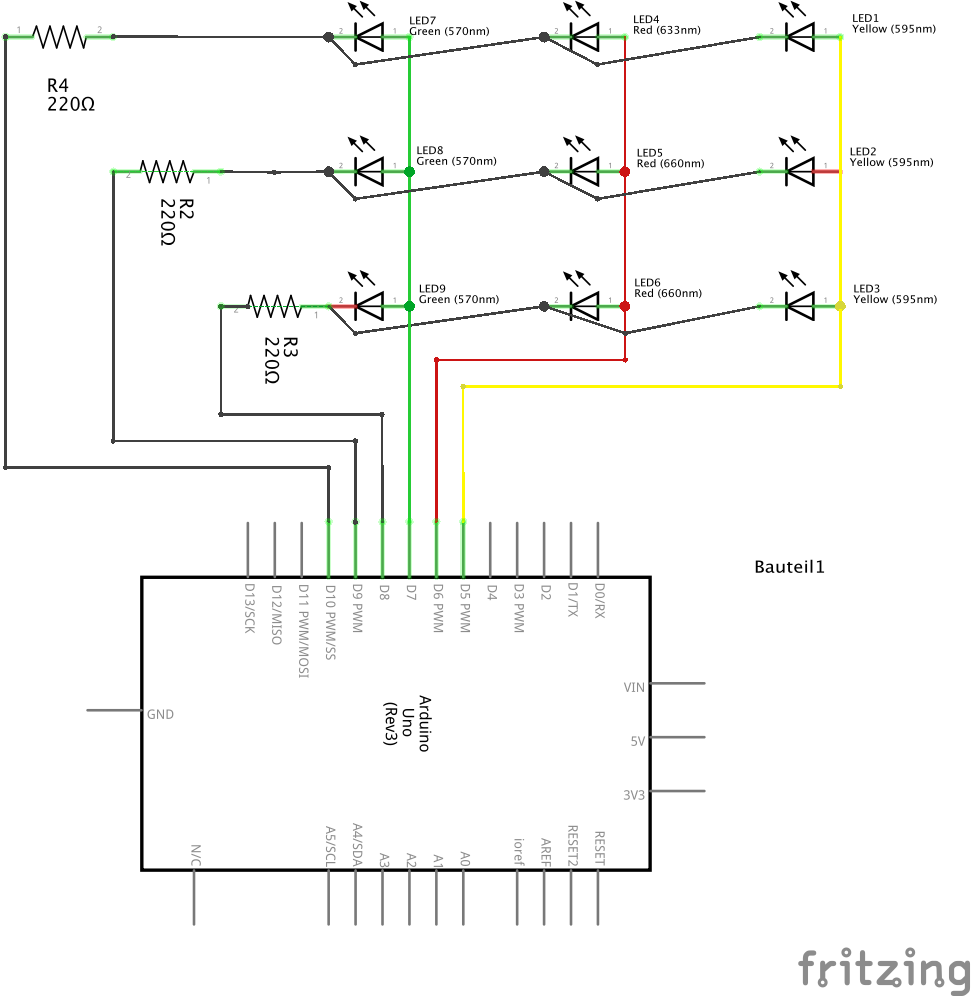 LED7
Green (570nm)
LED4
Red (633nm)
LED1
Yellow (595nm)
1
2
2
1
2
1
2
1
R4
220Ω
LED8
Green (570nm)
LED5
Red (660nm)
LED2
Yellow (595nm)
2
1
2
1
2
1
2
1
R2
220Ω
LED9
Green (570nm)
LED6
Red (660nm)
LED3
Yellow (595nm)
2
1
2
1
2
1
2
1
R3
220Ω
Bauteil1
D13/SCK
D12/MISO
D11 PWM/MOSI
D10 PWM/SS
D9 PWM
D8
D7
D6 PWM
D5 PWM
D4
D3 PWM
D2
D1/TX
D0/RX
GND
VIN
5V
3V3
Arduino
Uno
(Rev3)
N/C
A5/SCL
A4/SDA
A3
A2
A1
A0
ioref
AREF
RESET2
RESET
fritzing